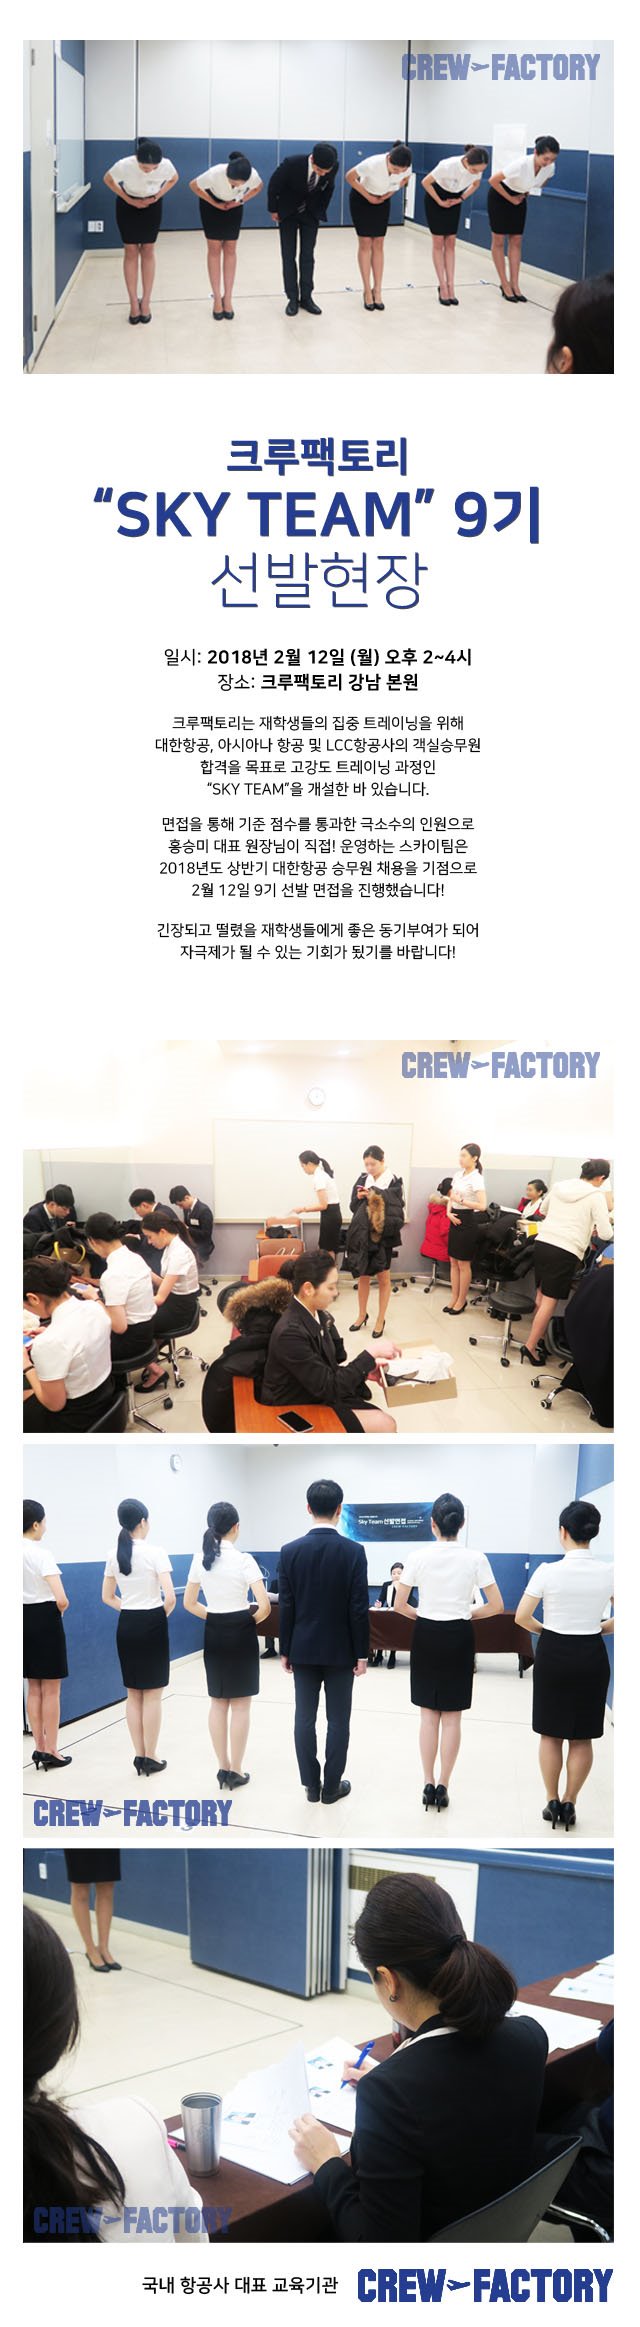 CREW FACTORY
크루팩토리
“SKY TEAM” 9기
선발현장
일시: 2018년 2월 12일 (월) 오후 2~4시
장소: 크루팩토리 강남 본원
크루팩토리는 재학생들의 집중 트레이닝을 위해
대한항공, 아시아나 항공 및 LCC항공사의 객실승무원
합격을 목표로 고강도 트레이닝 과정인
“SKY TEAM”을 개설한 바 있습니다.
면접을 통해 기준 점수를 통과한 극소수의 인원으로
홍승미 대표 원장님이 직접! 운영하는 스카이팀은
2018년도 상반기 대한항공 승무원 채용을 기점으로
2월 12일 9기 선발 면접을 진행했습니다!
긴장되고 떨렸을 재학생들에게 좋은 동기부여가 되어
자극제가 될 수 있는 기회가 됐기를 바랍니다!
CREW FACTORY
Sky Team 선발면접
CREW FACTORY
CREW FACTORY
CREW FACTORY
국내 항공사 대표 교육기관 CREW FACTORY